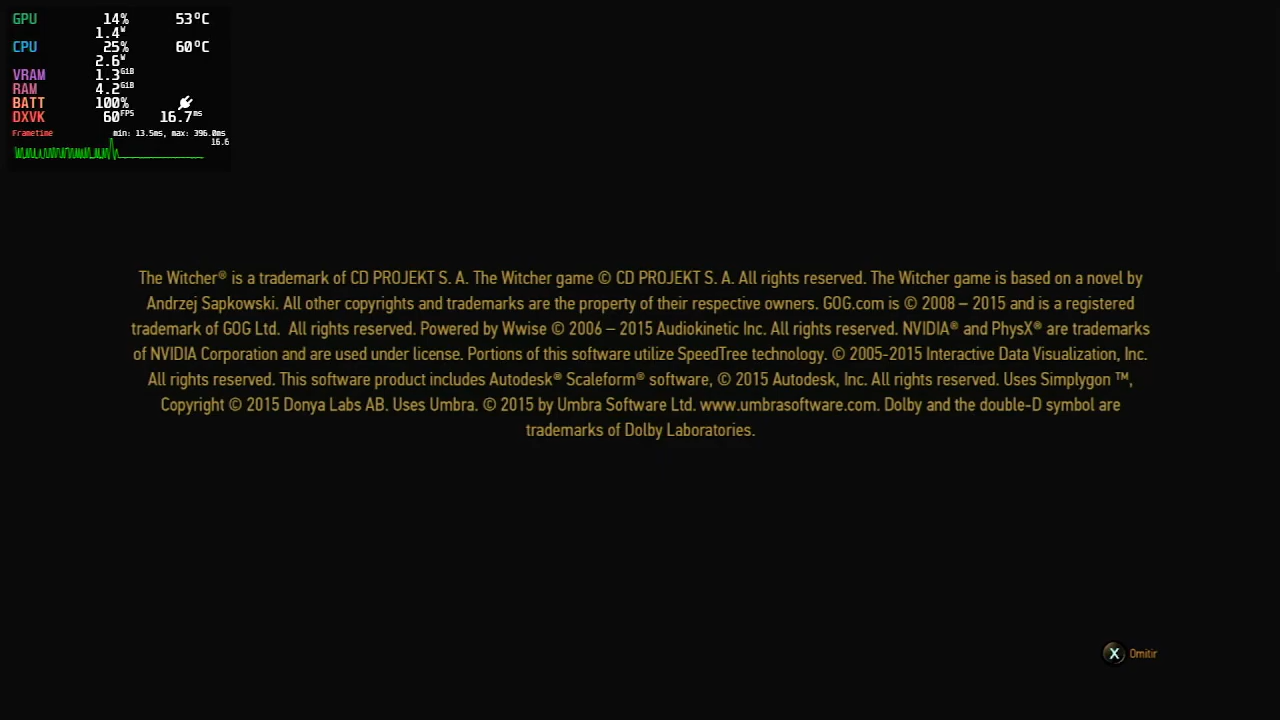 GPU 14% 53°C
1.4W
CPU 25% 60°C
2.6W
VRAM 1.3GiB
RAM 4.2GiB
BATT 100%
DXVK 60FPS 16.7ms
Frametime min: 13.5ms, max: 396.0ms
16.6
The Witcher® is a trademark of CD PROJEKT S. A. The Witcher game © CD PROJEKT S. A. All rights reserved. The Witcher game is based on a novel by
Andrzej Sapkowski. All other copyrights and trademarks are the property of their respective owners. GOG.com is © 2008 – 2015 and is a registered
trademark of GOG Ltd.  All rights reserved. Powered by Wwise © 2006 – 2015 Audiokinetic Inc. All rights reserved. NVIDIA® and PhysX® are trademarks
of NVIDIA Corporation and are used under license. Portions of this software utilize SpeedTree technology. © 2005-2015 Interactive Data Visualization, Inc.
All rights reserved. This software product includes Autodesk® Scaleform® software, © 2015 Autodesk, Inc. All rights reserved. Uses Simplygon ™,
Copyright © 2015 Donya Labs AB. Uses Umbra. © 2015 by Umbra Software Ltd. www.umbrasoftware.com. Dolby and the double-D symbol are
trademarks of Dolby Laboratories.
X Omitir